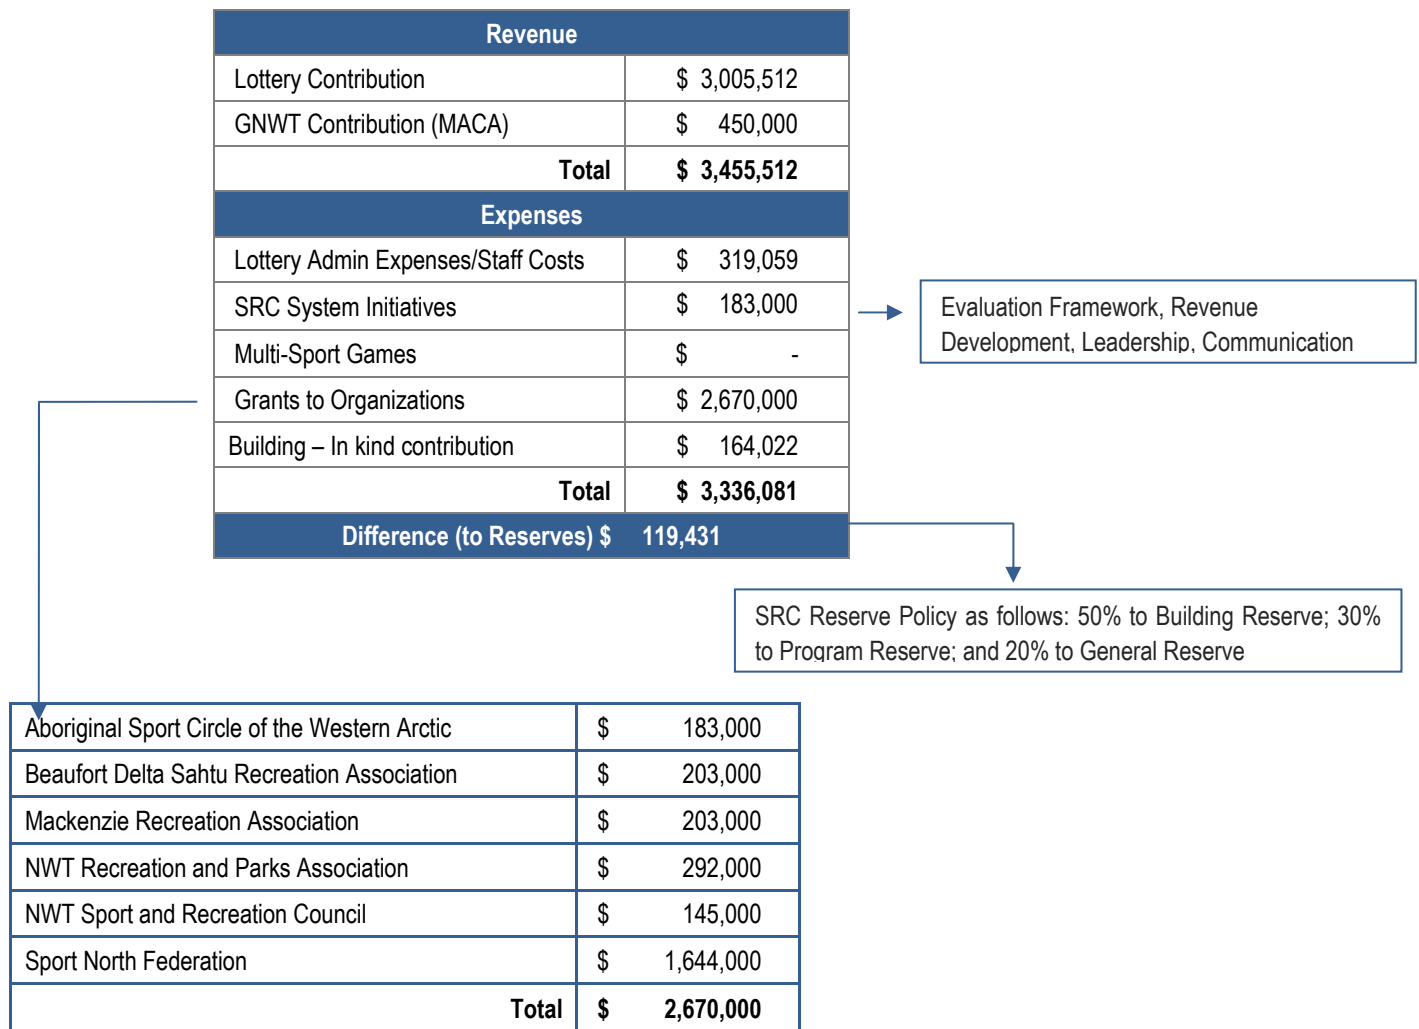 Revenue
Lottery Contribution $ 3,005,512
GNWT Contribution (MACA) $ 450,000
Total $ 3,455,512
Expenses
Lottery Admin Expenses/Staff Costs $ 319,059
SRC System Initiatives $ 183,000
Evaluation Framework, Revenue
Development, Leadership, Communication
Multi-Sport Games $ -
Grants to Organizations $ 2,670,000
Building – In kind contribution $ 164,022
Total $ 3,336,081
Difference (to Reserves) $ 119,431
SRC Reserve Policy as follows: 50% to Building Reserve; 30%
to Program Reserve; and 20% to General Reserve
Aboriginal Sport Circle of the Western Arctic $ 183,000
Beaufort Delta Sahtu Recreation Association $ 203,000
Mackenzie Recreation Association $ 203,000
NWT Recreation and Parks Association $ 292,000
NWT Sport and Recreation Council $ 145,000
Sport North Federation $ 1,644,000
Total $ 2,670,000